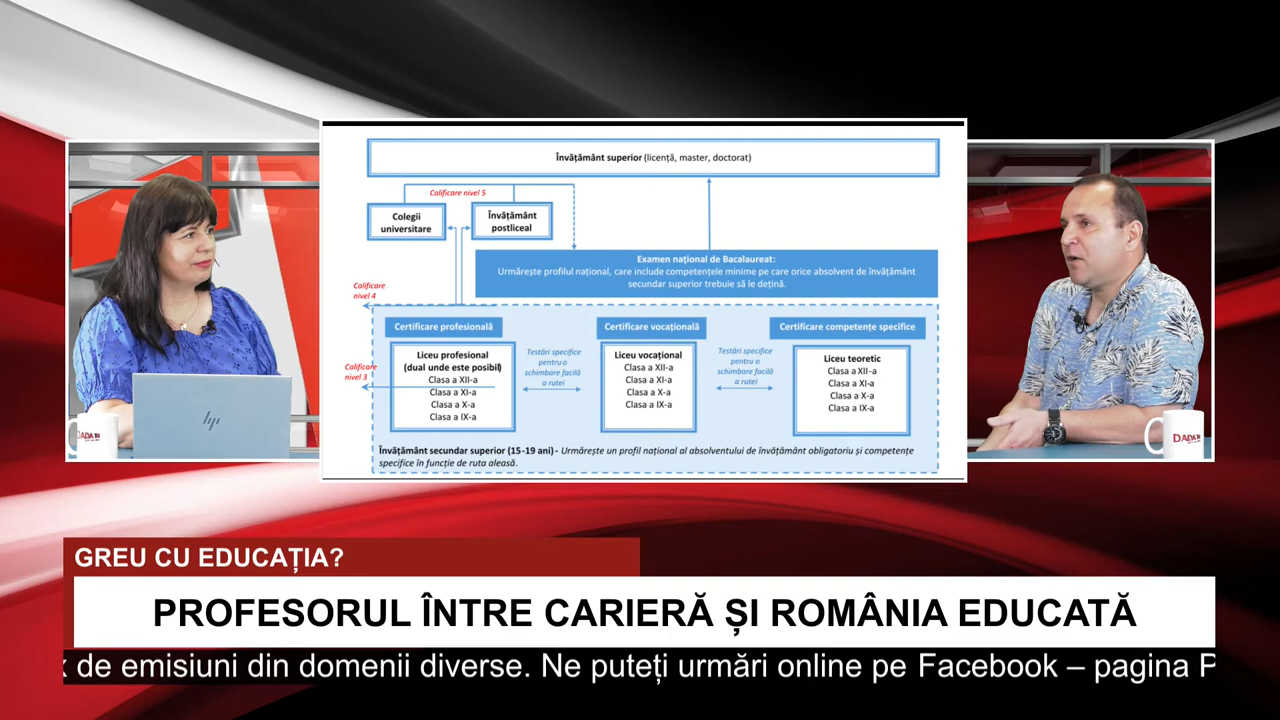 Învățământ superior (licență, master, doctorat)
Calificare nivel 5
Colegii
universitare
Învățământ
postliceal
Examen național de Bacalaureat:
Urmărește profilul național, care include competențele minime pe care orice absolvent de învățământ
secundar superior trebuie să le dețină.
Calificare
nivel 4
Certificare profesională
Certificare vocațională
Certificare competențe specifice
Calificare
nivel 3
Liceu profesional
(dual unde este posibil)
Clasa a XII-a
Clasa a XI-a
Clasa a X-a
Clasa a IX-a
Testări specifice
pentru o
schimbare facilă
a rutei
Liceu vocațional
Clasa a XII-a
Clasa a XI-a
Clasa a X-a
Clasa a IX-a
Testări specifice
pentru o
schimbare facilă
a rutei
Liceu teoretic
Clasa a XII-a
Clasa a XI-a
Clasa a X-a
Clasa a IX-a
Învățământ secundar superior (15-19 ani) - Urmărește un profil național al absolventului de învățământ obligatoriu și competențe
specifice în funcție de ruta aleasă.
hp
DADA TV
DADA TV
GREU CU EDUCAȚIA?
PROFESORUL ÎNTRE CARIERĂ ȘI ROMÂNIA EDUCATĂ
x de emisiuni din domenii diverse. Ne puteți urmări online pe Facebook – pagina P